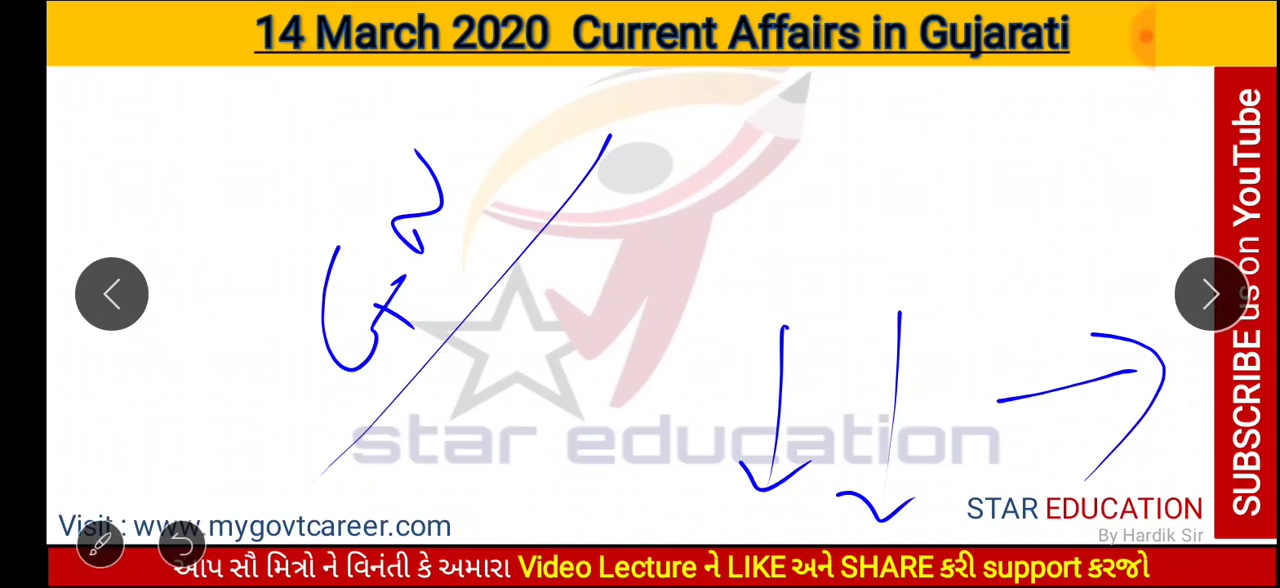 14 March 2020 Current Affairs in Gujarati
SUBSCRIBE us on YouTube
star education
STAR EDUCATION
By Hardik Sir
Visit : www.mygovtcareer.com
આપ સૌ મિત્રો ને વિનંતી કે અમારા Video Lecture ને LIKE અને SHARE કરી support કરજો